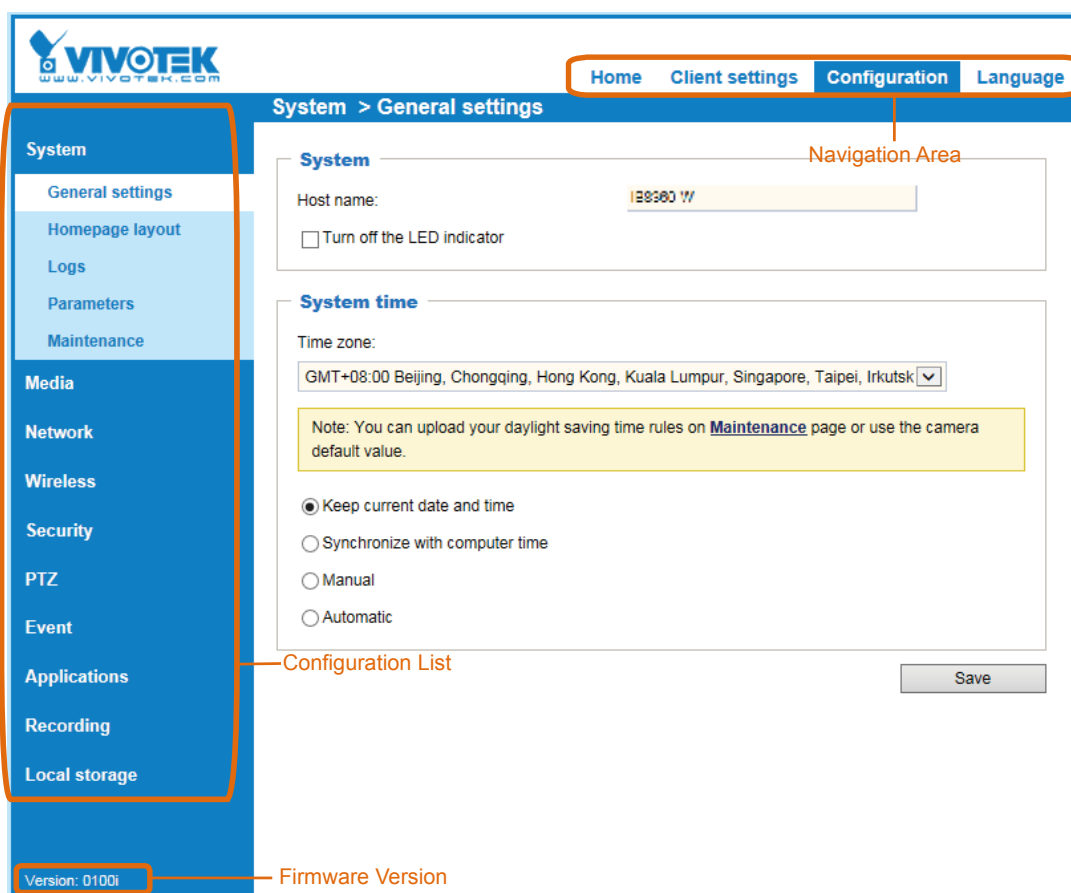 VIVOTEK
www.vivotek.com
Home Client settings Configuration Language
System > General settings
Navigation Area
System
General settings
Homepage layout
Logs
Parameters
Maintenance
Media
Network
Wireless
Security
PTZ
Event
Applications
Recording
Local storage
Version: 0100i
System
Host name:
Turn off the LED indicator
System time
Time zone:
GMT+08:00 Beijing, Chongqing, Hong Kong, Kuala Lumpur, Singapore, Taipei, Irkutsk
Note: You can upload your daylight saving time rules on Maintenance page or use the camera
default value.
Keep current date and time
Synchronize with computer time
Manual
Automatic
Configuration List
Save
Firmware Version